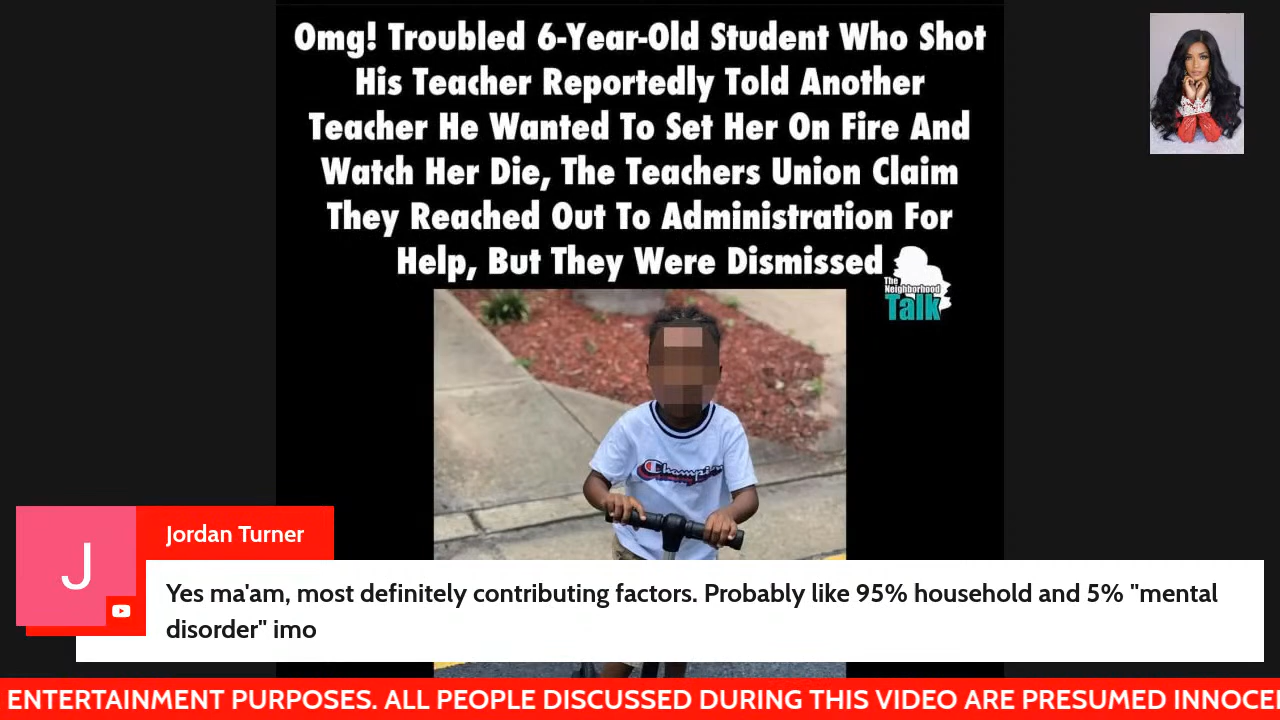 Omg! Troubled 6-Year-Old Student Who Shot
His Teacher Reportedly Told Another
Teacher He Wanted To Set Her On Fire And
Watch Her Die, The Teachers Union Claim
They Reached Out To Administration For
Help, But They Were Dismissed
The
Neighborhood
Talk
Champion
J
Jordan Turner
Yes ma'am, most definitely contributing factors. Probably like 95% household and 5% "mental
disorder" imo
ENTERTAINMENT PURPOSES. ALL PEOPLE DISCUSSED DURING THIS VIDEO ARE PRESUMED INNOCE